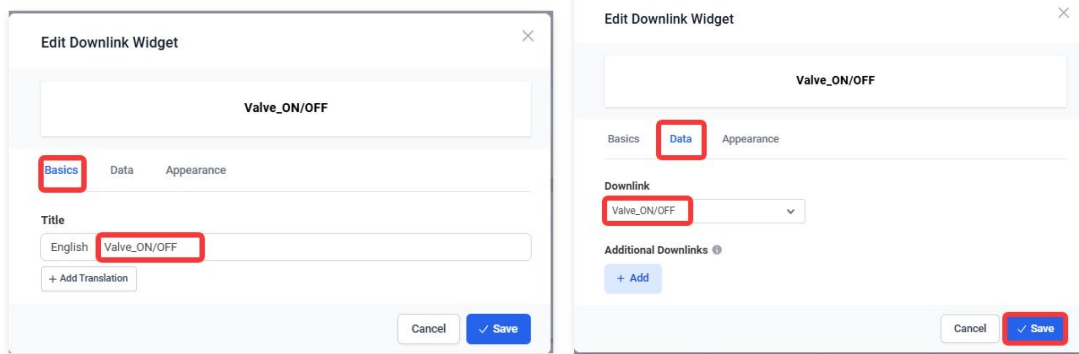 Edit Downlink Widget
Valve_ON/OFF
Basics Data Appearance
Title
English Valve_ON/OFF
+ Add Translation
Cancel ✓ Save
Edit Downlink Widget
Valve_ON/OFF
Basics Data Appearance
Downlink
Valve_ON/OFF
Additional Downlinks
+ Add
Cancel ✓ Save